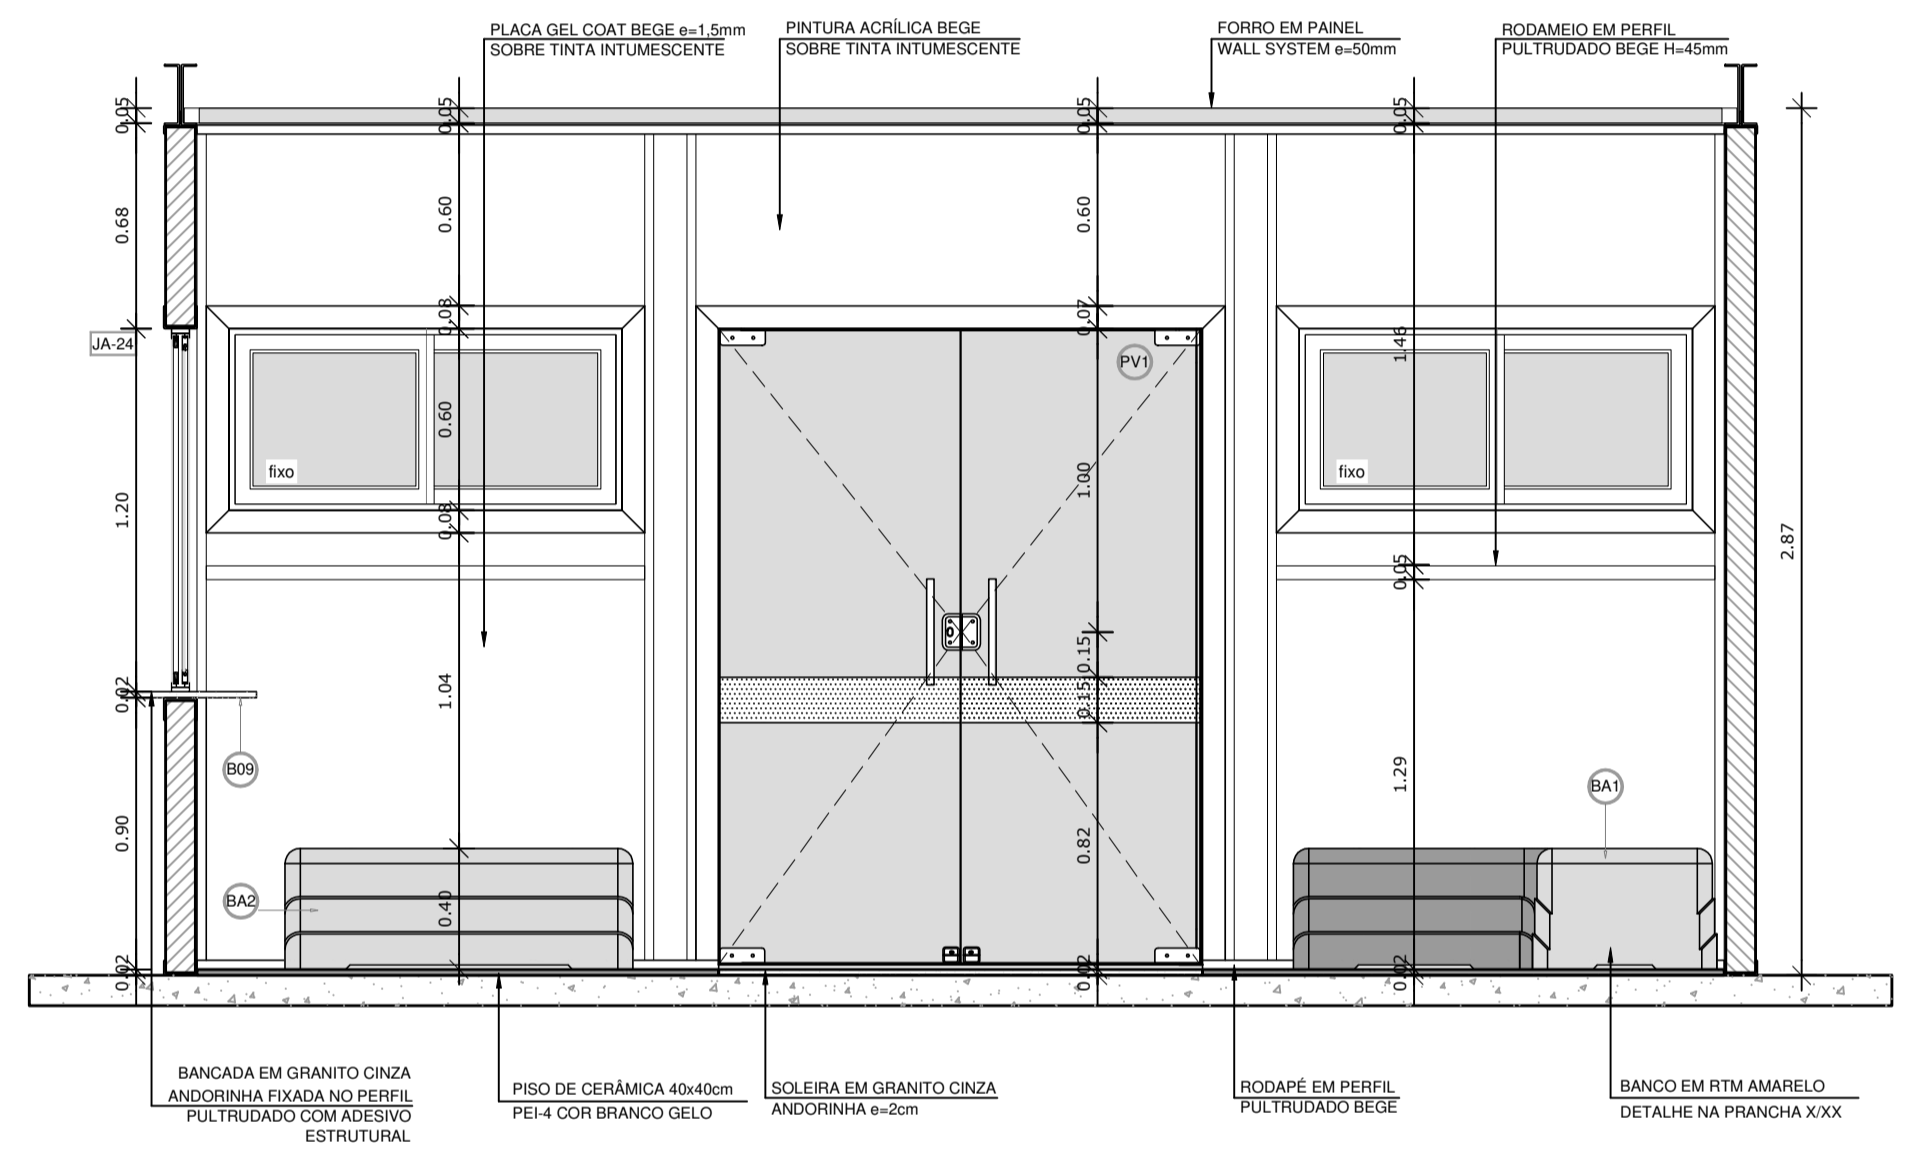 PLACA GEL COAT BEGE e=1,5mm
SOBRE TINTA INTUMESCENTE
PINTURA ACRÍLICA BEGE
SOBRE TINTA INTUMESCENTE
FORRO EM PAINEL
WALL SYSTEM e=50mm
RODAMEIO EM PERFIL
PULTRUDADO BEGE H=45mm
0.05
0.68
JA-24
1.20
0.02
0.90
0.02
0.05
0.60
0.08
0.60
0.08
1.04
0.40
fixo
B09
BA2
0.05
0.60
0.07
PV1
1.00
0.15
0.15
0.82
0.02
0.05
1.46
fixo
0.05
1.29
0.02
BA1
2.87
BANCADA EM GRANITO CINZA
ANDORINHA FIXADA NO PERFIL
PULTRUDADO COM ADESIVO
ESTRUTURAL
PISO DE CERÂMICA 40x40cm
PEI-4 COR BRANCO GELO
SOLEIRA EM GRANITO CINZA
ANDORINHA e=2cm
RODAPÉ EM PERFIL
PULTRUDADO BEGE
BANCO EM RTM AMARELO
DETALHE NA PRANCHA X/XX